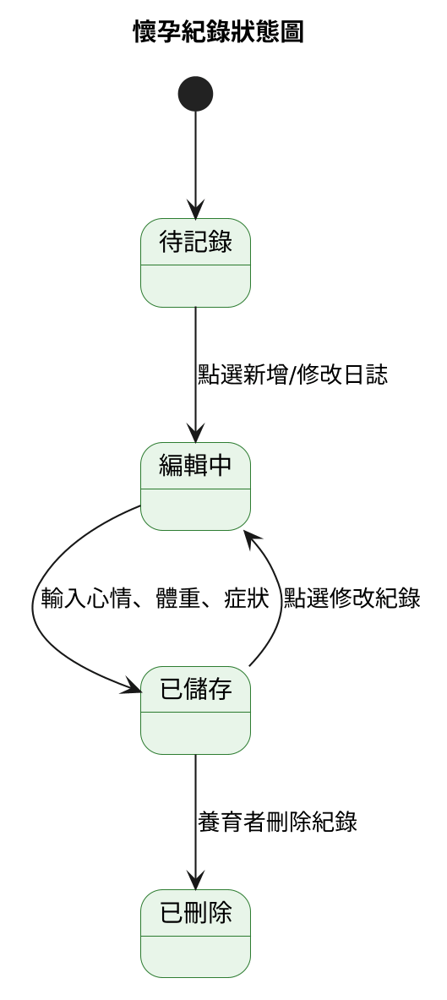 懷孕紀錄狀態圖
待記錄
點選新增/修改日誌
編輯中
輸入心情、體重、症狀
點選修改紀錄
已儲存
養育者刪除紀錄
已刪除